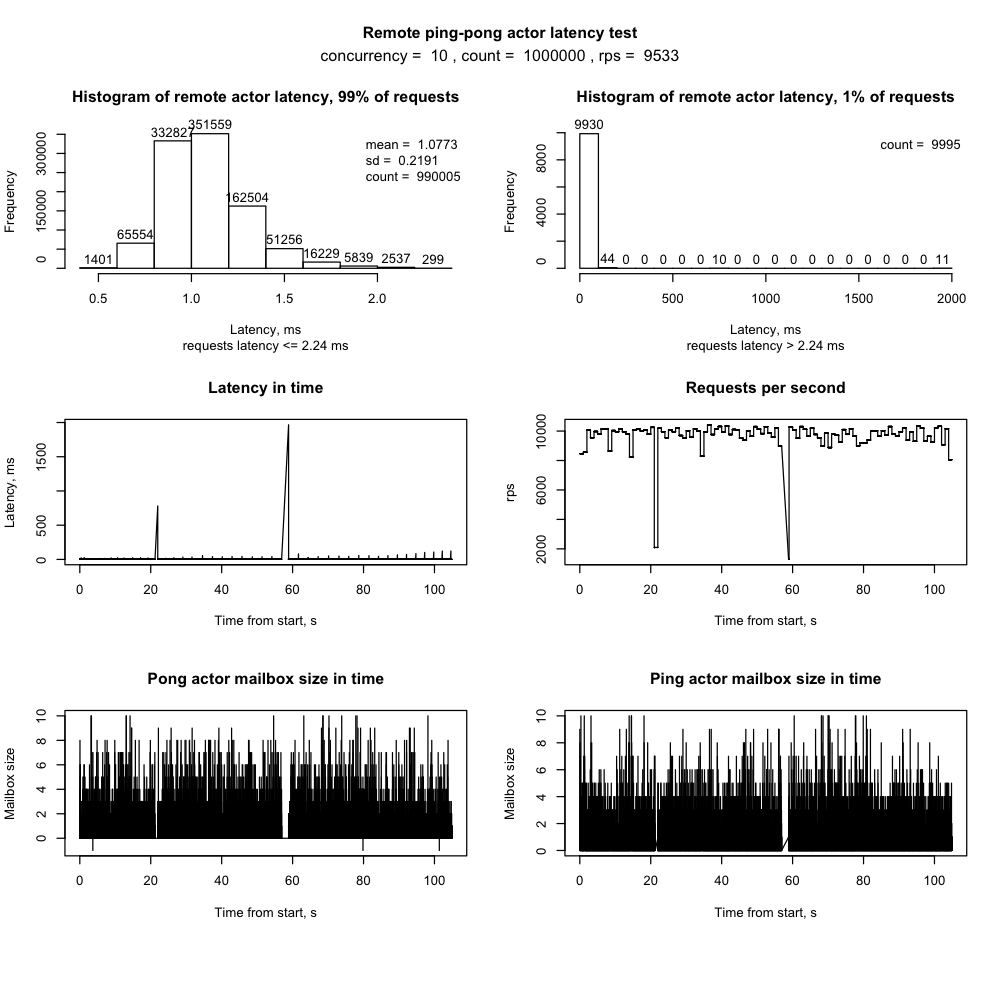 Remote ping-pong actor latency test
concurrency = 10 , count = 1000000 , rps = 9533
Histogram of remote actor latency, 99% of requests
Frequency
0 150000 300000
1401 65554 332827 351559 162504 51256 16229 5839 2537 299
mean = 1.0773
sd = 0.2191
count = 990005
0.5 1.0 1.5 2.0
Latency, ms
requests latency <= 2.24 ms
Histogram of remote actor latency, 1% of requests
Frequency
0 4000 8000
9930 44 0 0 0 0 0 10 0 0 0 0 0 0 0 0 0 0 0 11
count = 9995
0 500 1000 1500 2000
Latency, ms
requests latency > 2.24 ms
Latency in time
Latency, ms
0 500 1500
0 20 40 60 80 100
Time from start, s
Requests per second
rps
2000 6000 10000
0 20 40 60 80 100
Time from start, s
Pong actor mailbox size in time
Mailbox size
0 2 4 6 8 10
0 20 40 60 80 100
Time from start, s
Ping actor mailbox size in time
Mailbox size
0 2 4 6 8 10
0 20 40 60 80 100
Time from start, s